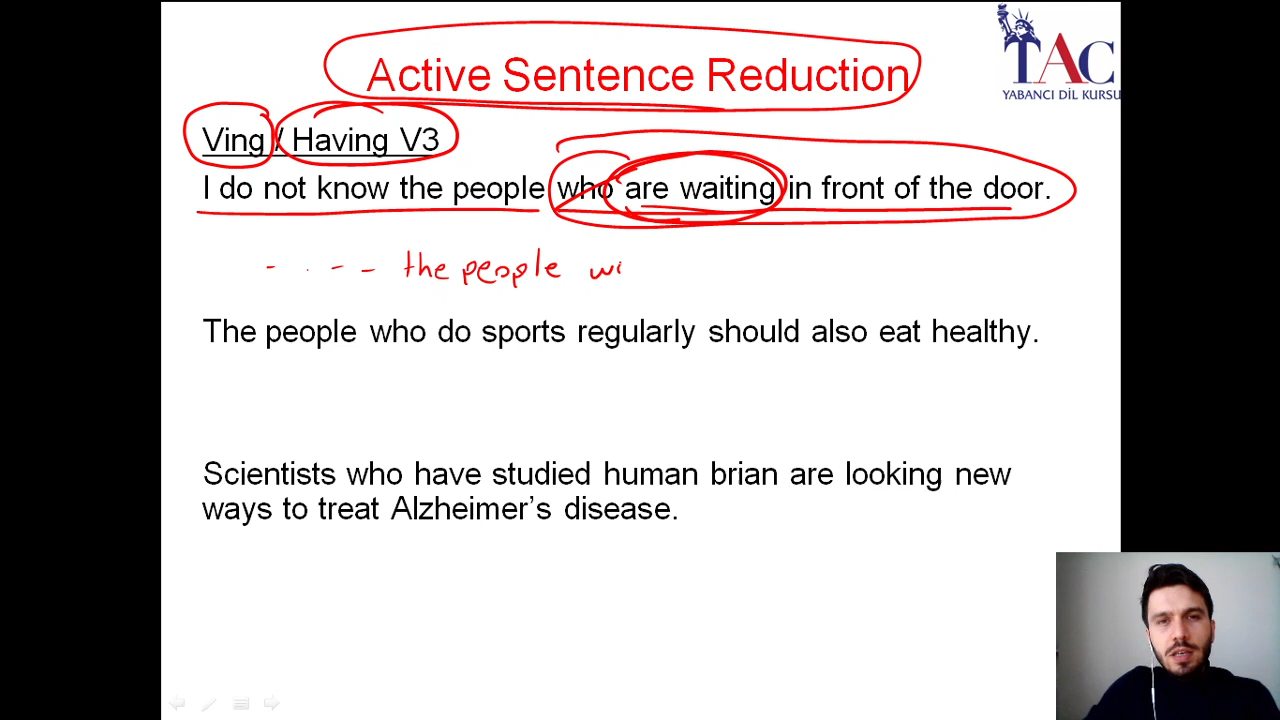 Active Sentence Reduction
TAC
YABANCI DİL KURSU
Ving / Having V3
I do not know the people who are waiting in front of the door.
- . - - the people wi
The people who do sports regularly should also eat healthy.
Scientists who have studied human brian are looking new
ways to treat Alzheimer's disease.